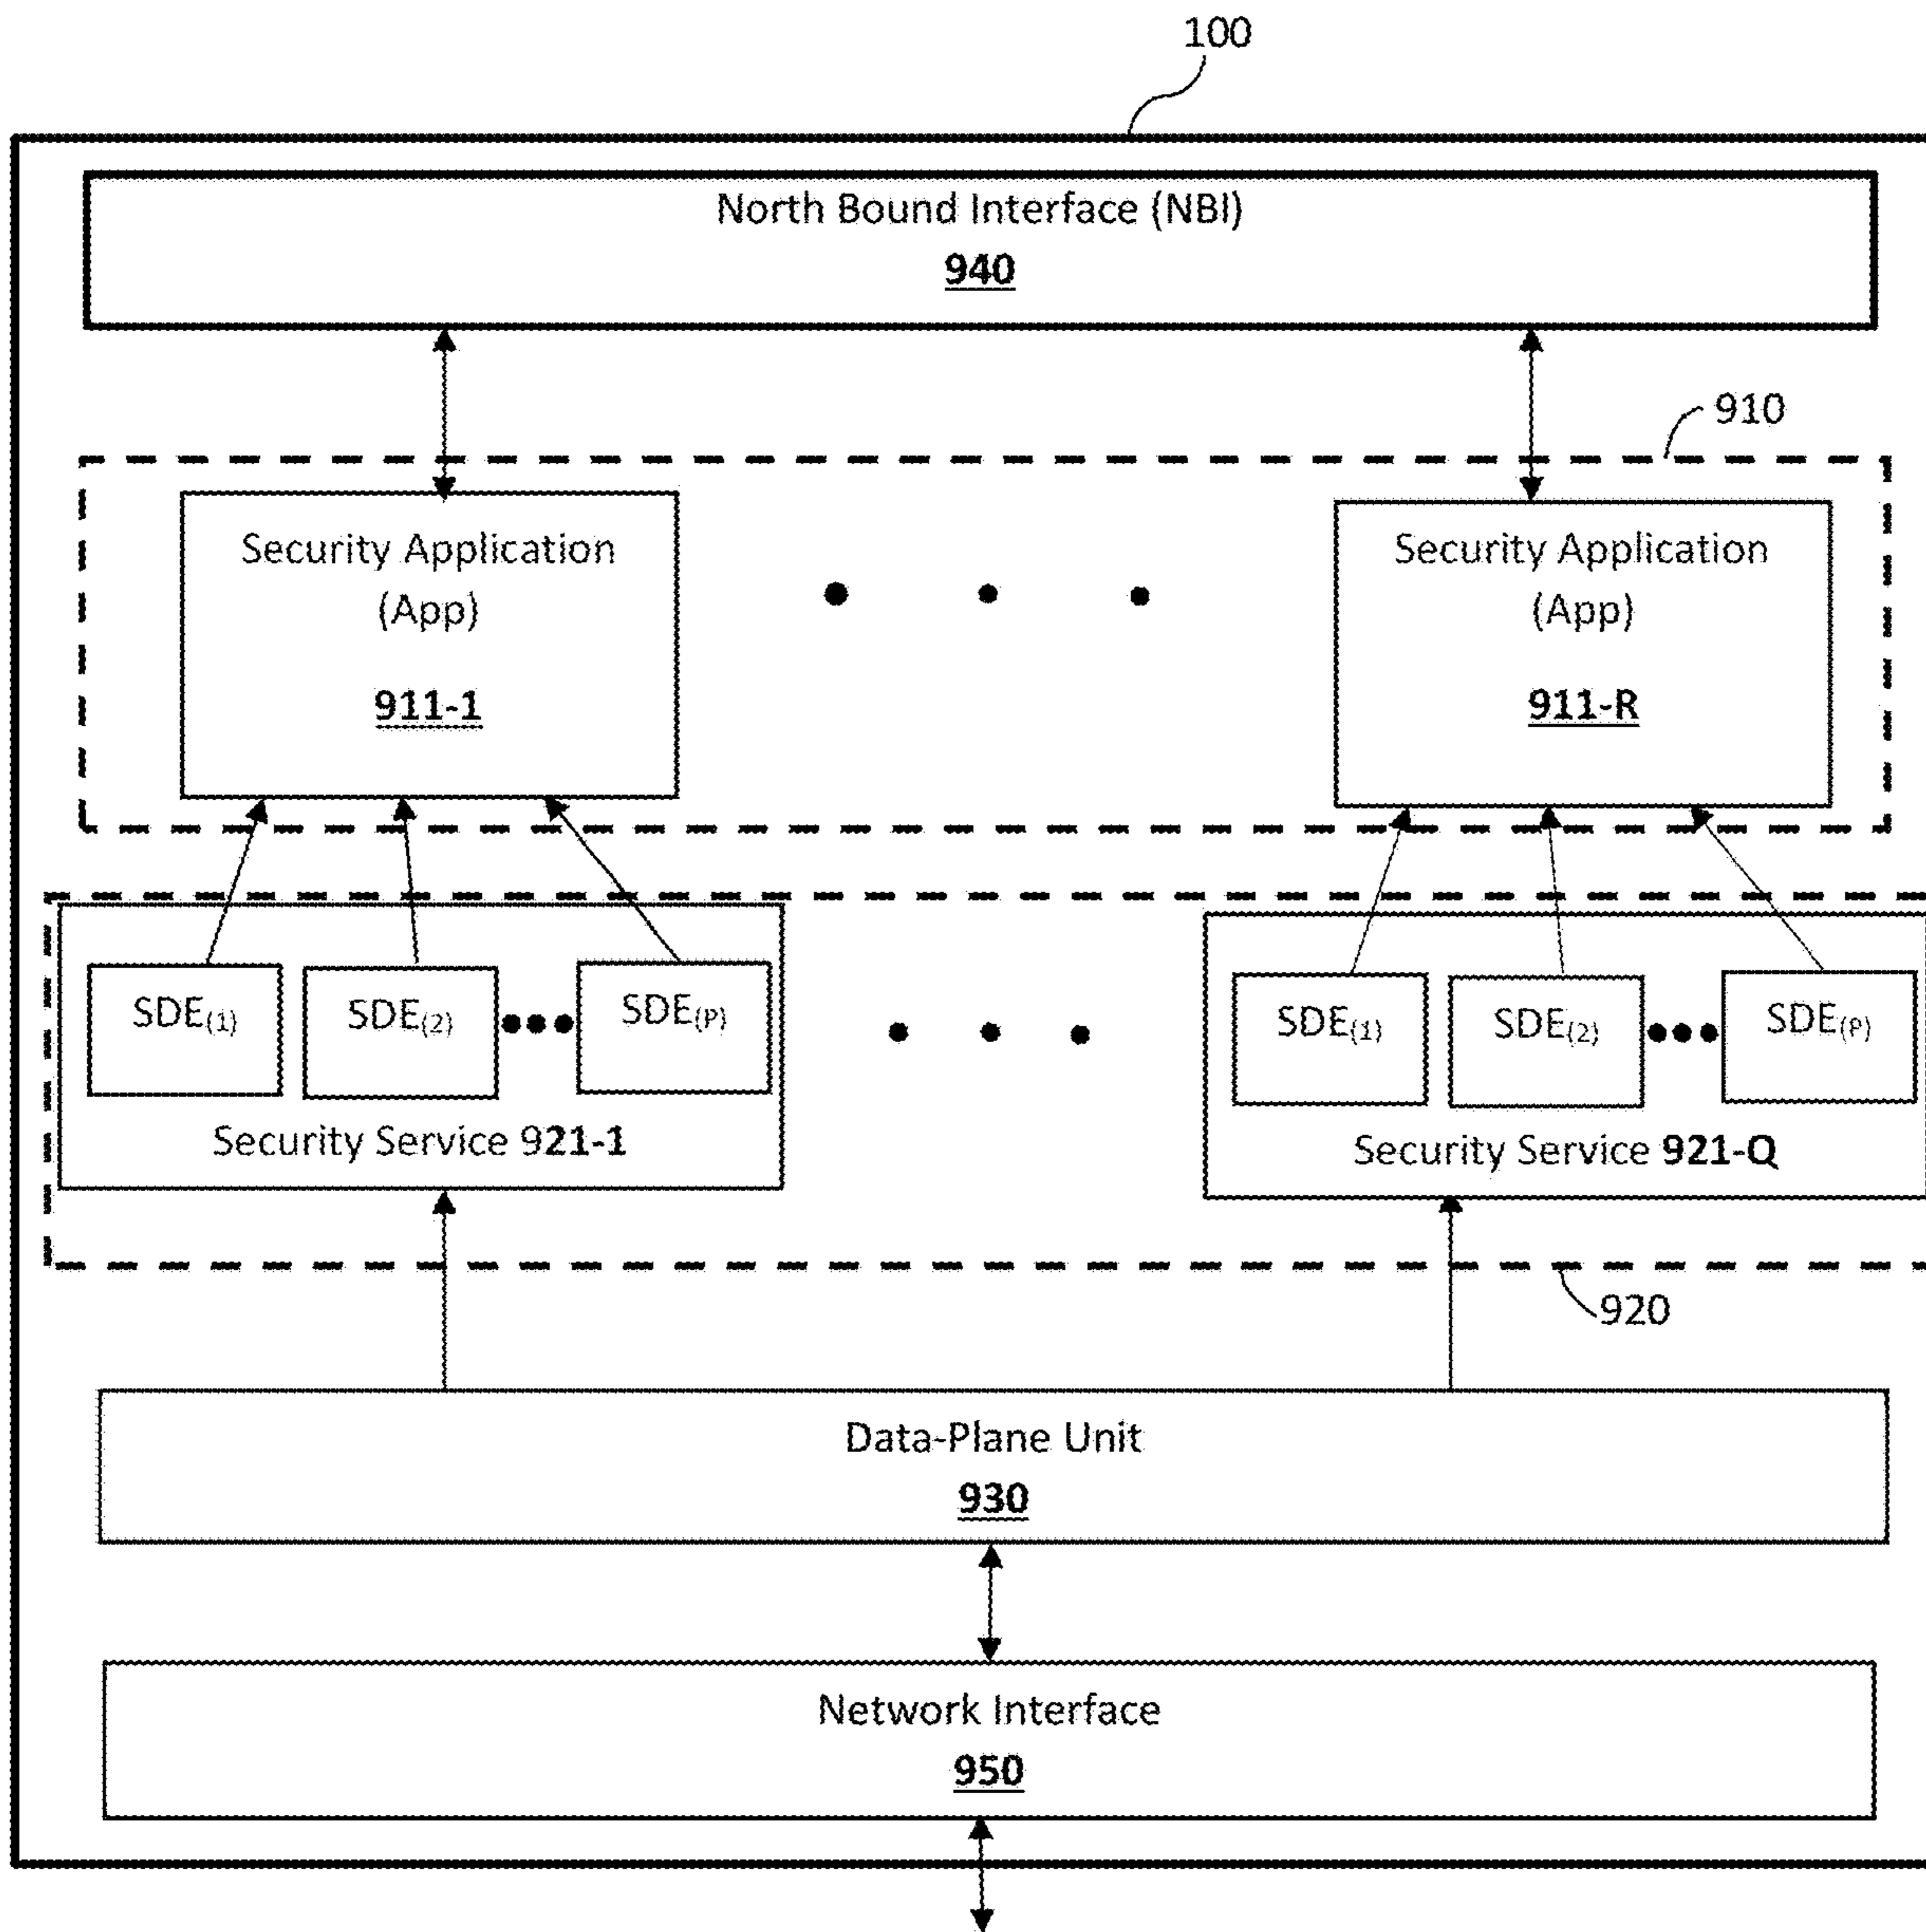 100
North Bound Interface (NBI)
940
910
Security Application
(App)
911-1
Security Application
(App)
911-R
SDE(1)
SDE(2)
SDE(P)
Security Service 921-1
SDE(1)
SDE(2)
SDE(P)
Security Service 921-Q
920
Data-Plane Unit
930
Network Interface
950